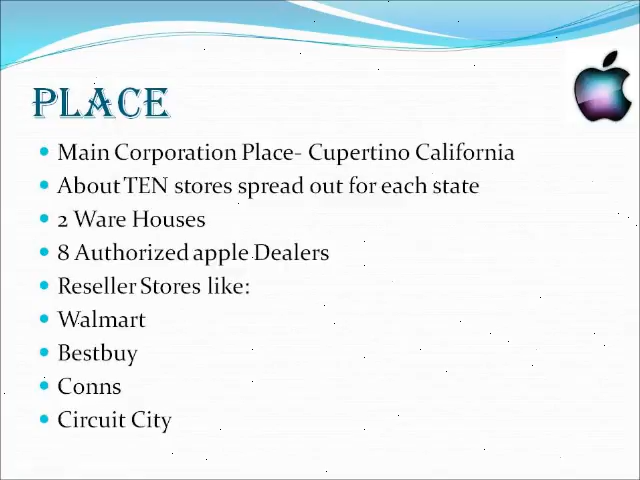 PLACE
Main Corporation Place- Cupertino California
About TEN stores spread out for each state
2 Ware Houses
8 Authorized apple Dealers
Reseller Stores like:
Walmart
Bestbuy
Conns
Circuit City